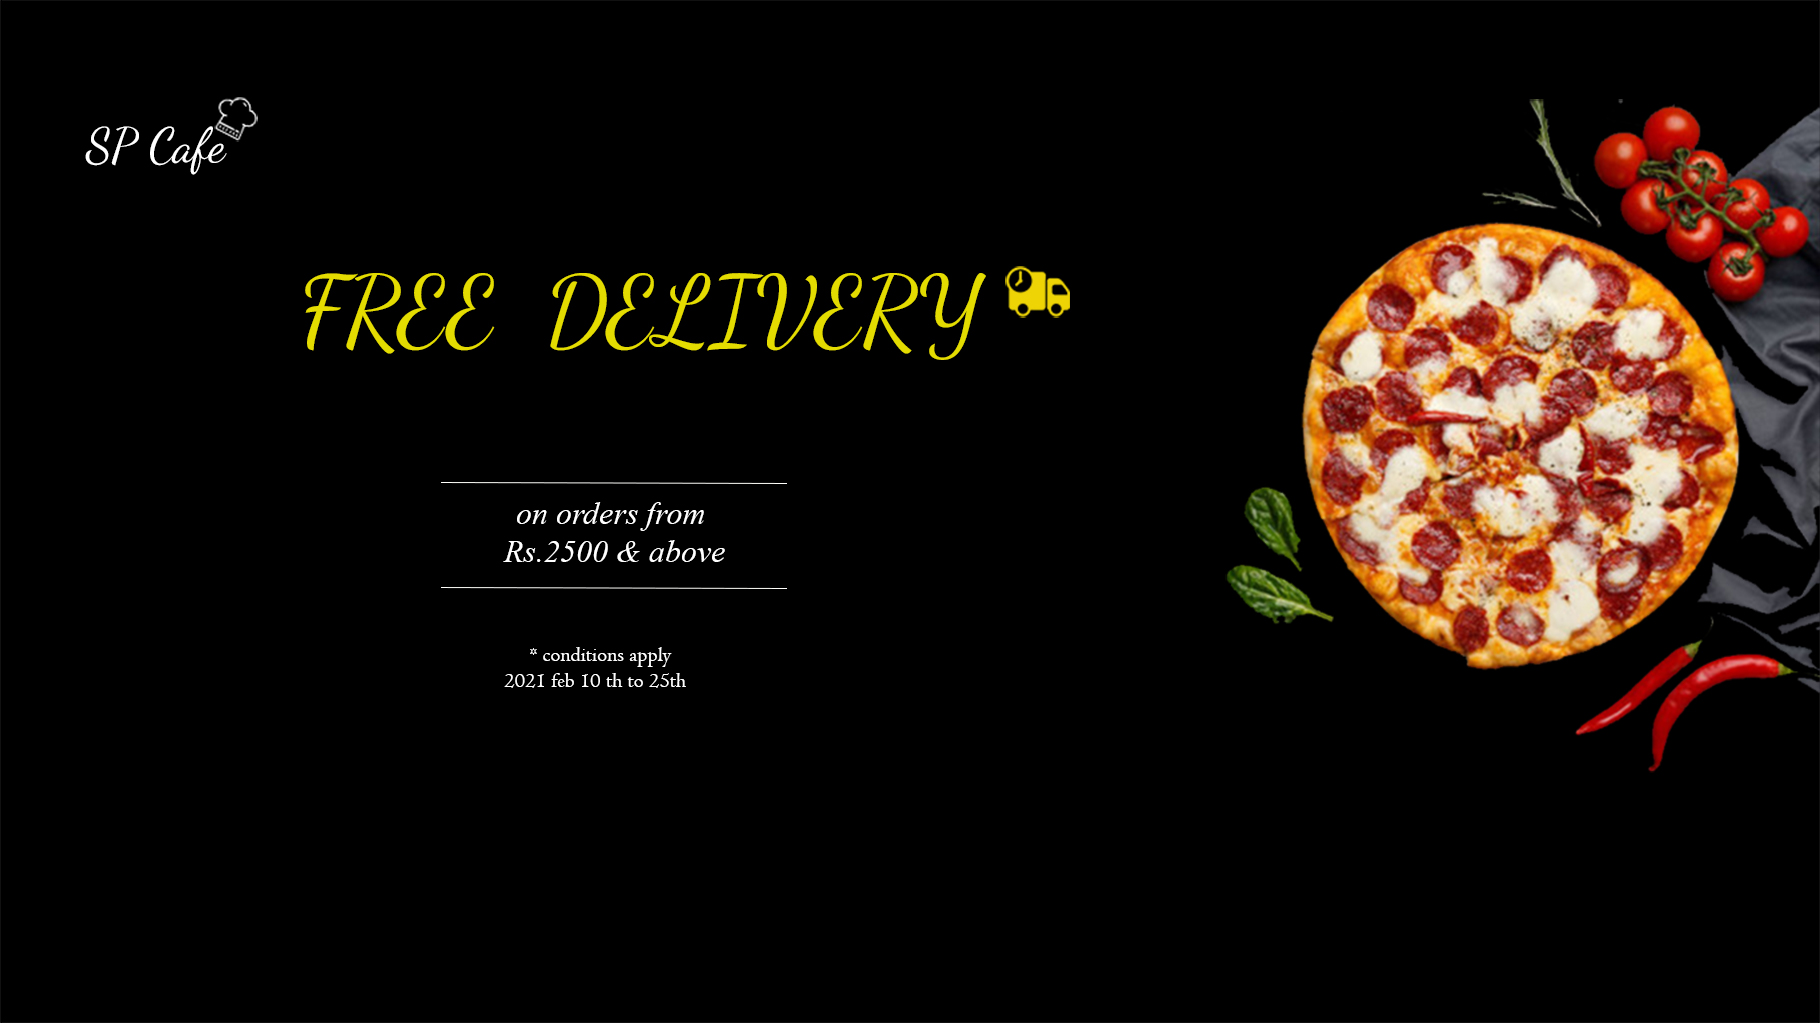 SP Cafe
FREE DELIVERY
on orders from
Rs.2500 & above
* conditions apply
2021 feb 10 th to 25th